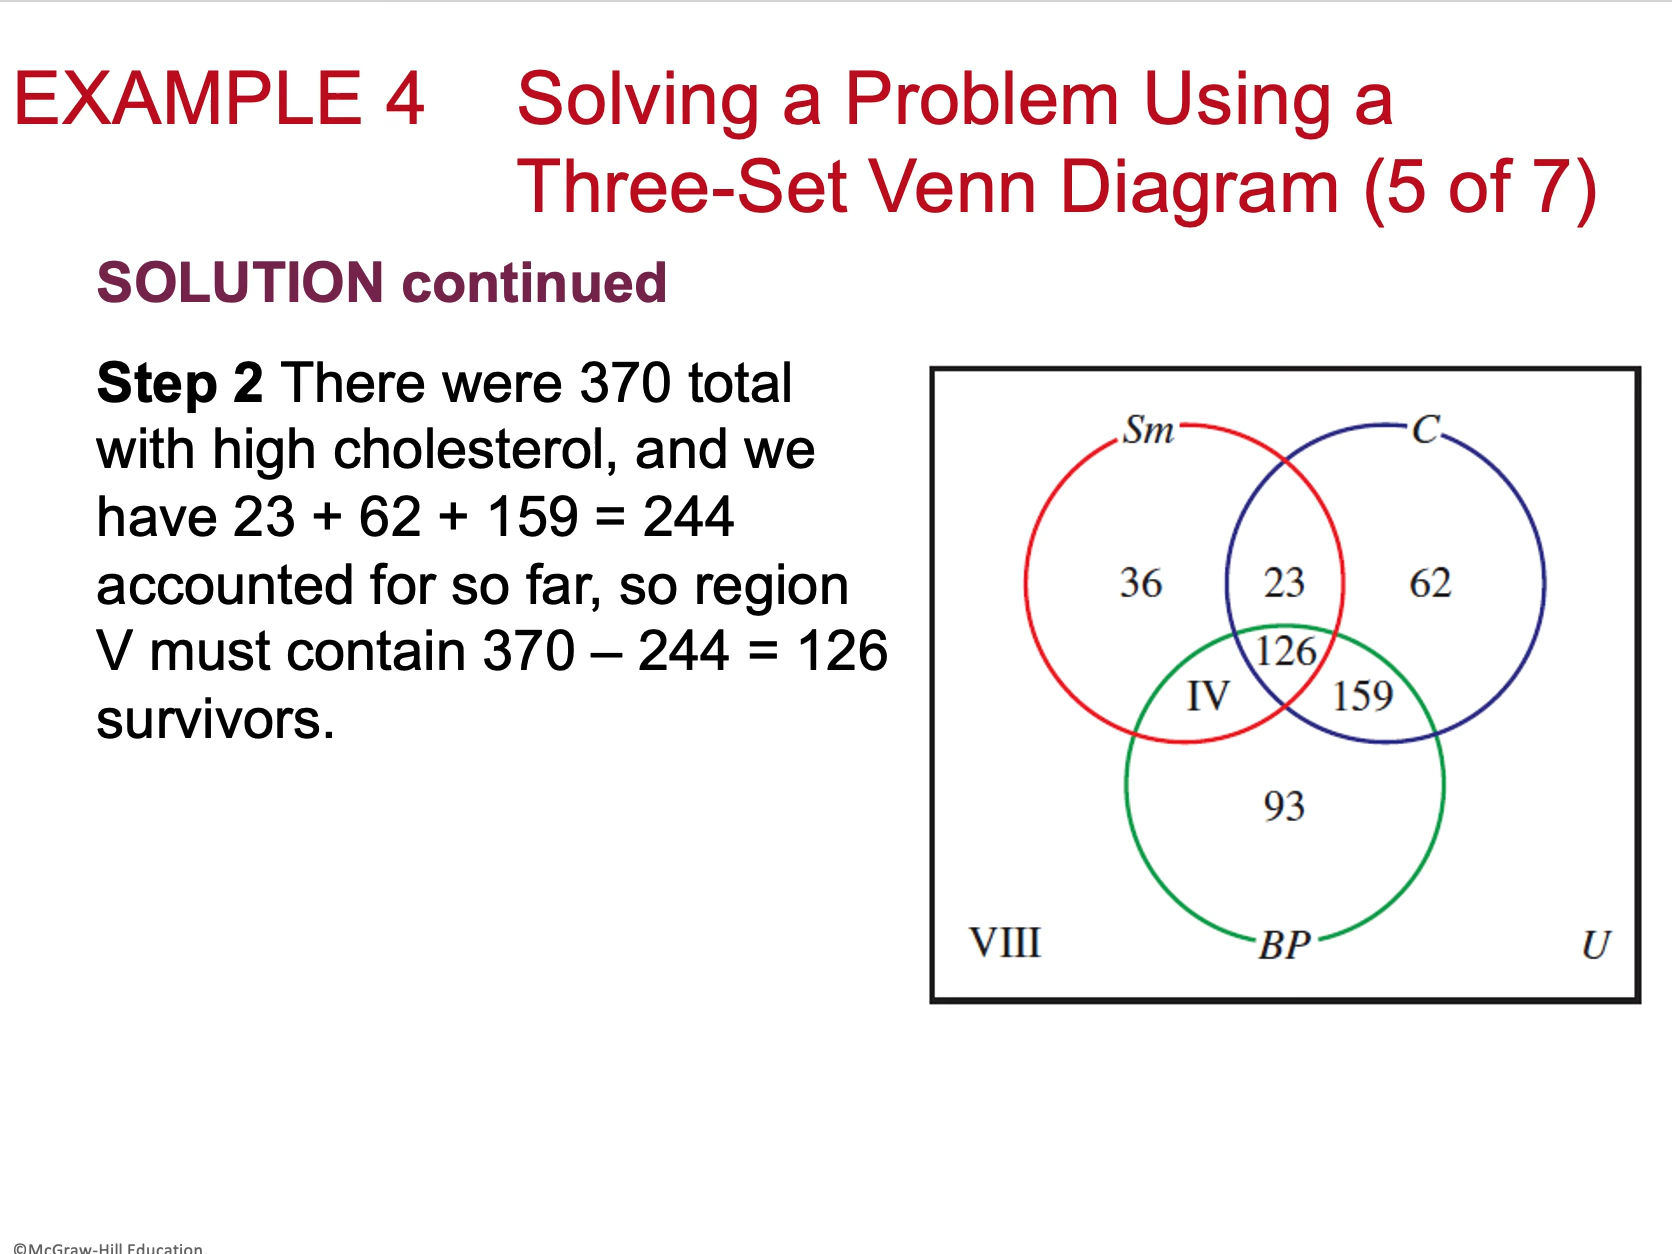 EXAMPLE 4 Solving a Problem Using a
Three-Set Venn Diagram (5 of 7)
SOLUTION continued
Step 2 There were 370 total
with high cholesterol, and we
have 23 + 62 + 159 = 244
accounted for so far, so region
V must contain 370 – 244 = 126
survivors.
Sm C
36 23 62
126
IV 159
93
VIII BP U
©McGraw-Hill Education.